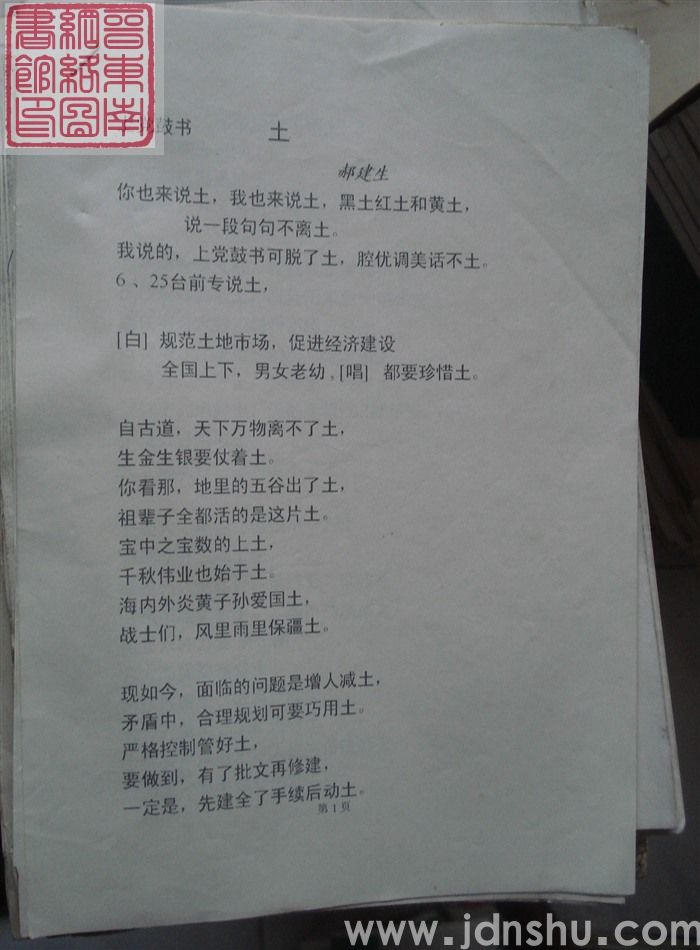 晋东南
网络图
书馆印
党鼓书 土
郝建生
你也来说土，我也来说土，黑土红土和黄土，
说一段句句不离土。
我说的，上党鼓书可脱了土，腔优调美话不土。
6、25台前专说土，
[白] 规范土地市场，促进经济建设
全国上下，男女老幼，[唱] 都要珍惜土。
自古道，天下万物离不了土，
生金生银要仗着土。
你看那，地里的五谷出了土，
祖辈子全都活的是这片土。
宝中之宝数的上土，
千秋伟业也始于土。
海内外炎黄子孙爱国土，
战士们，风里雨里保疆土。
现如今，面临的问题是增人减土，
矛盾中，合理规划可要巧用土。
严格控制管好土，
要做到，有了批文再修建，
一定是，先建全了手续后动土。
第1页
www.jdnshu.com